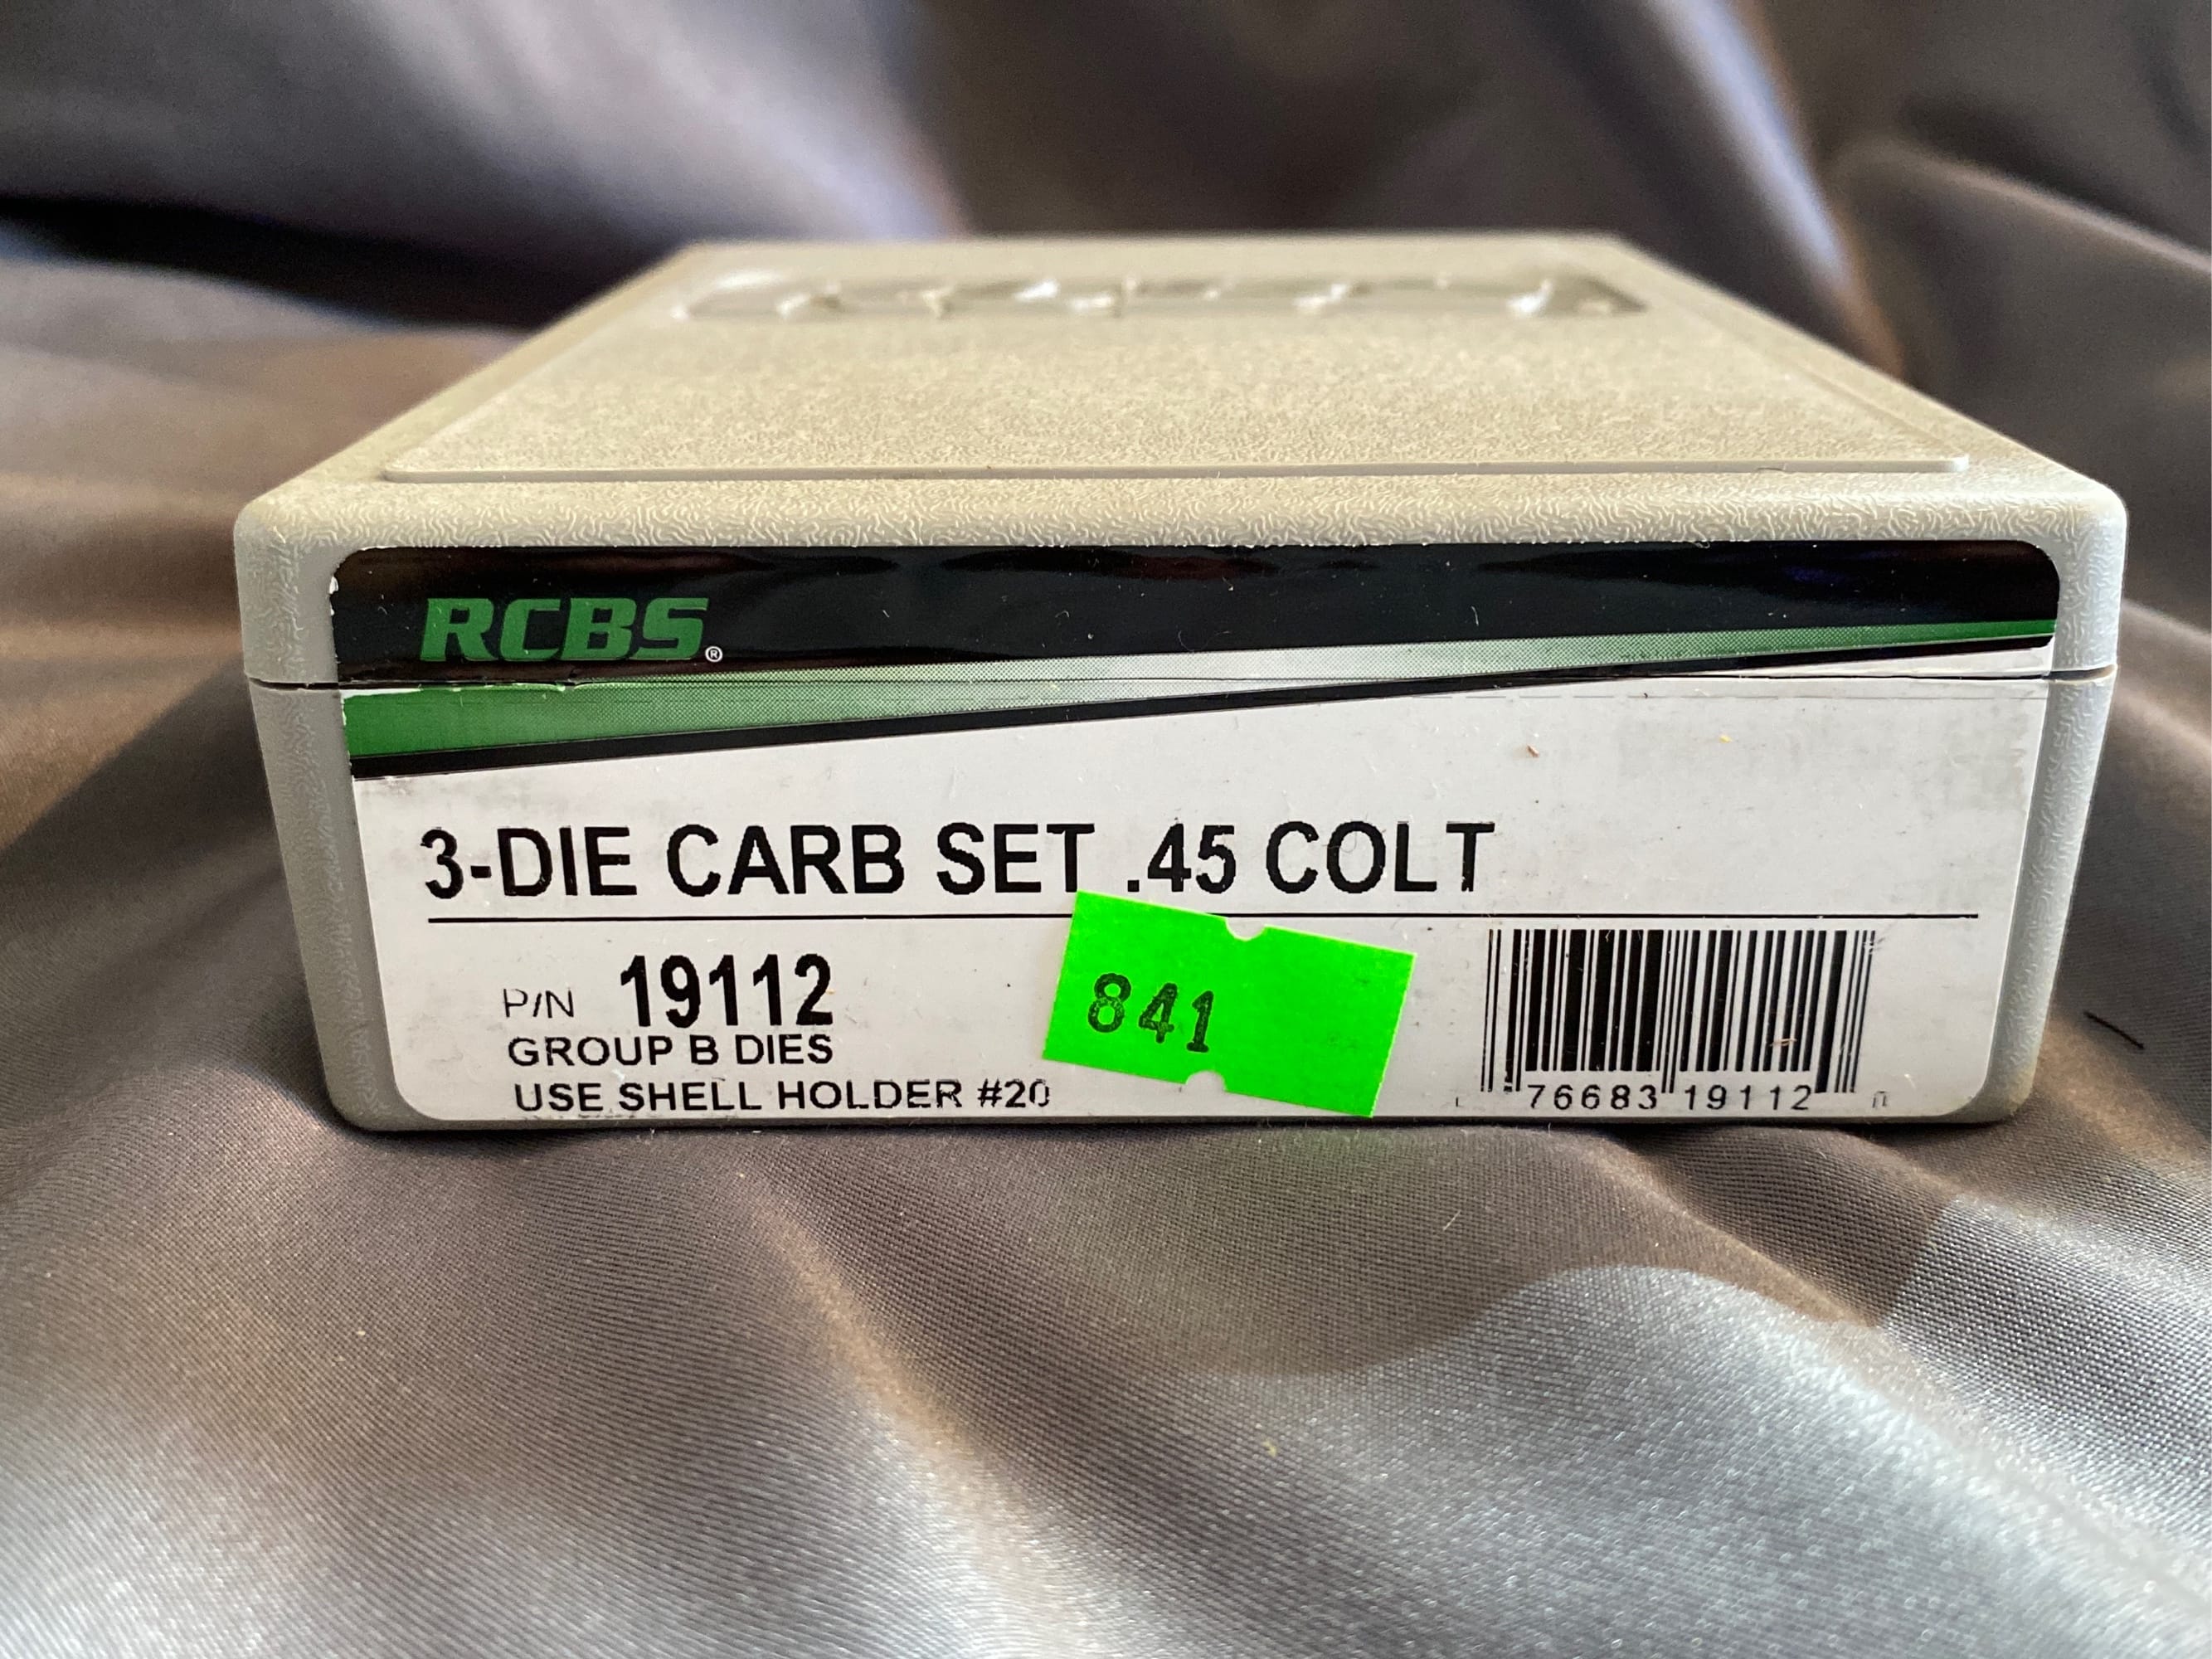 RCBS®
3-DIE CARB SET .45 COLT
P/N 19112
GROUP B DIES
USE SHELL HOLDER #20
841
76683 19112